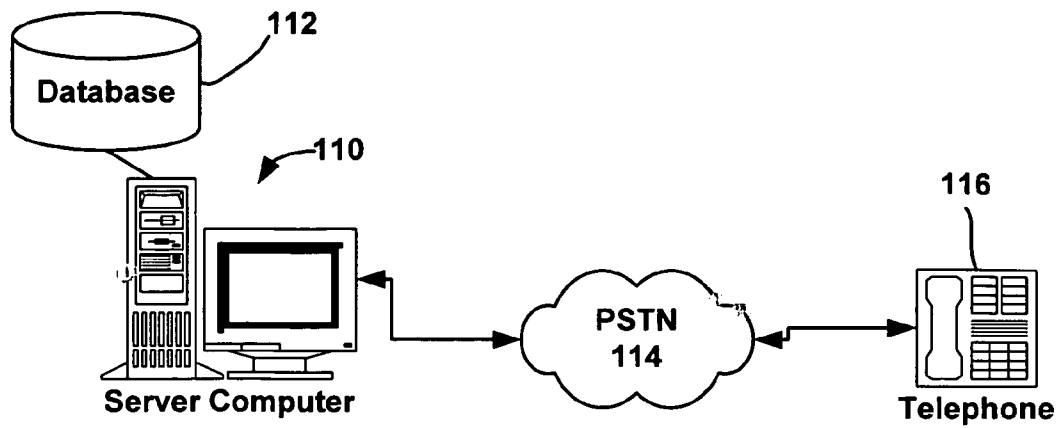 112
Database
110
116
PSTN
114
Server Computer
Telephone